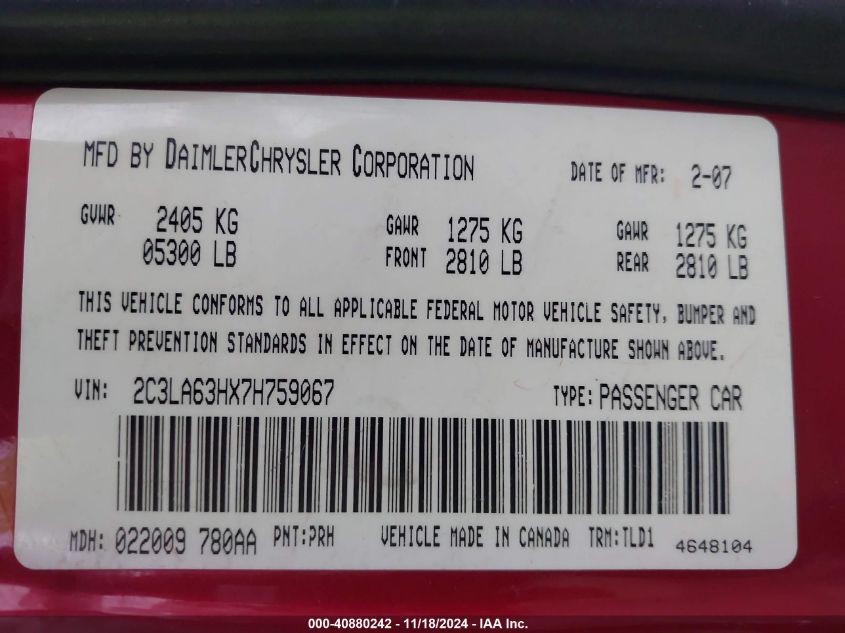 MFD BY DAIMLERCHRYSLER CORPORATION DATE OF MFR: 2-07
GVWR 2405 KG GAWR 1275 KG GAWR 1275 KG
05300 LB FRONT 2810 LB REAR 2810 LB
THIS VEHICLE CONFORMS TO ALL APPLICABLE FEDERAL MOTOR VEHICLE SAFETY, BUMPER AND
THEFT PREVENTION STANDARDS IN EFFECT ON THE DATE OF MANUFACTURE SHOWN ABOVE.
VIN: 2C3LA63HX7H759067 TYPE: PASSENGER CAR
MDH: 022009 780AA PNT:PRH VEHICLE MADE IN CANADA TRM:TLD1 4648104
000-40880242 - 11/18/2024 - IAA Inc.